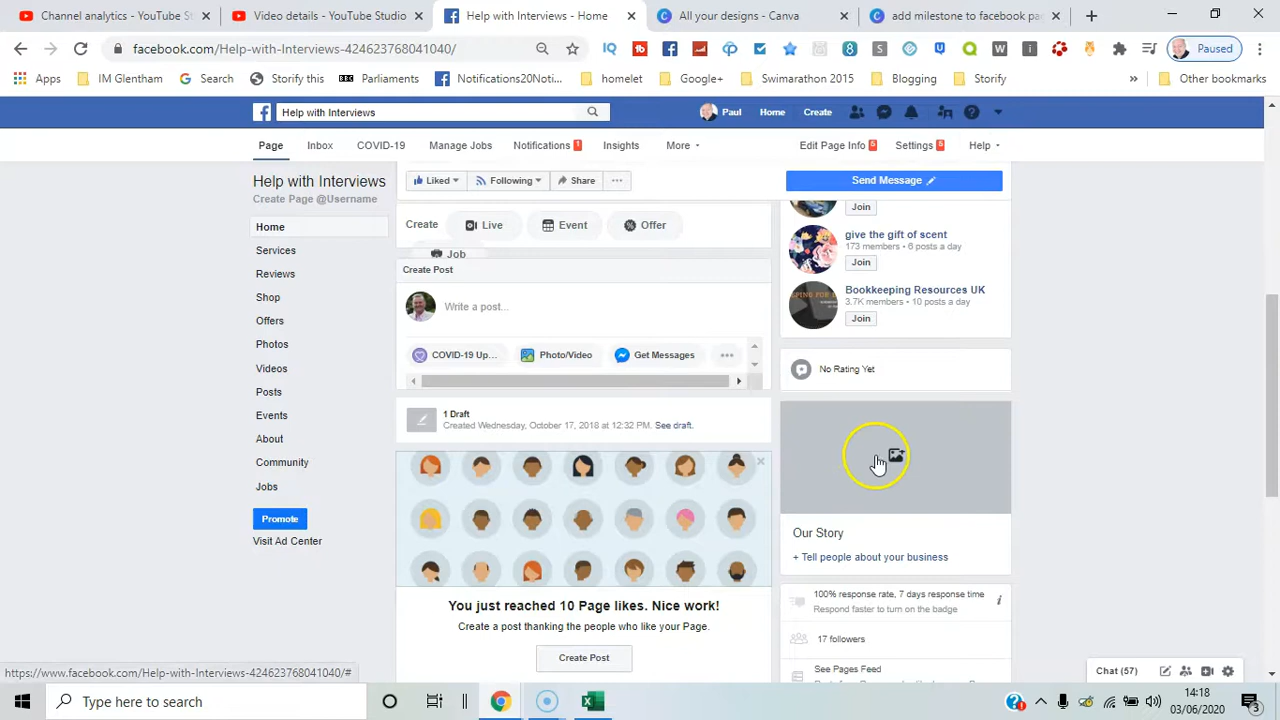 Channel analytics - YouTube S
Video details - YouTube Studio
Help with Interviews - Home
All your designs - Canva
add milestone to facebook pa
facebook.com/Help-with-Interviews-424623768041040/
Paused
Apps
IM Glentham
Search
Storify this
Parliaments
Notifications20Noti...
homelet
Google+
Swimarathon 2015
Blogging
Storify
Other bookmarks
Help with Interviews
Paul
Home
Create
Page
Inbox
COVID-19
Manage Jobs
Notifications 1
Insights
More
Edit Page Info 5
Settings 5
Help
Help with Interviews
Create Page @Username
Home
Services
Reviews
Shop
Offers
Photos
Videos
Posts
Events
About
Community
Jobs
Promote
Visit Ad Center
Liked
Following
Share
Send Message
Create
Live
Event
Offer
Job
Create Post
Write a post...
COVID-19 Up...
Photo/Video
Get Messages
1 Draft
Created Wednesday, October 17, 2018 at 12:32 PM. See draft.
You just reached 10 Page likes. Nice work!
Create a post thanking the people who like your Page.
Create Post
Join
give the gift of scent
173 members • 6 posts a day
Join
Bookkeeping Resources UK
3.7K members • 10 posts a day
Join
No Rating Yet
Our Story
+ Tell people about your business
100% response rate, 7 days response time
Respond faster to turn on the badge
17 followers
See Pages Feed
Chat (57)
https://www.facebook.com/Help-with-Interviews-424623768041040/#
Type here to search
14:18
03/06/2020
3